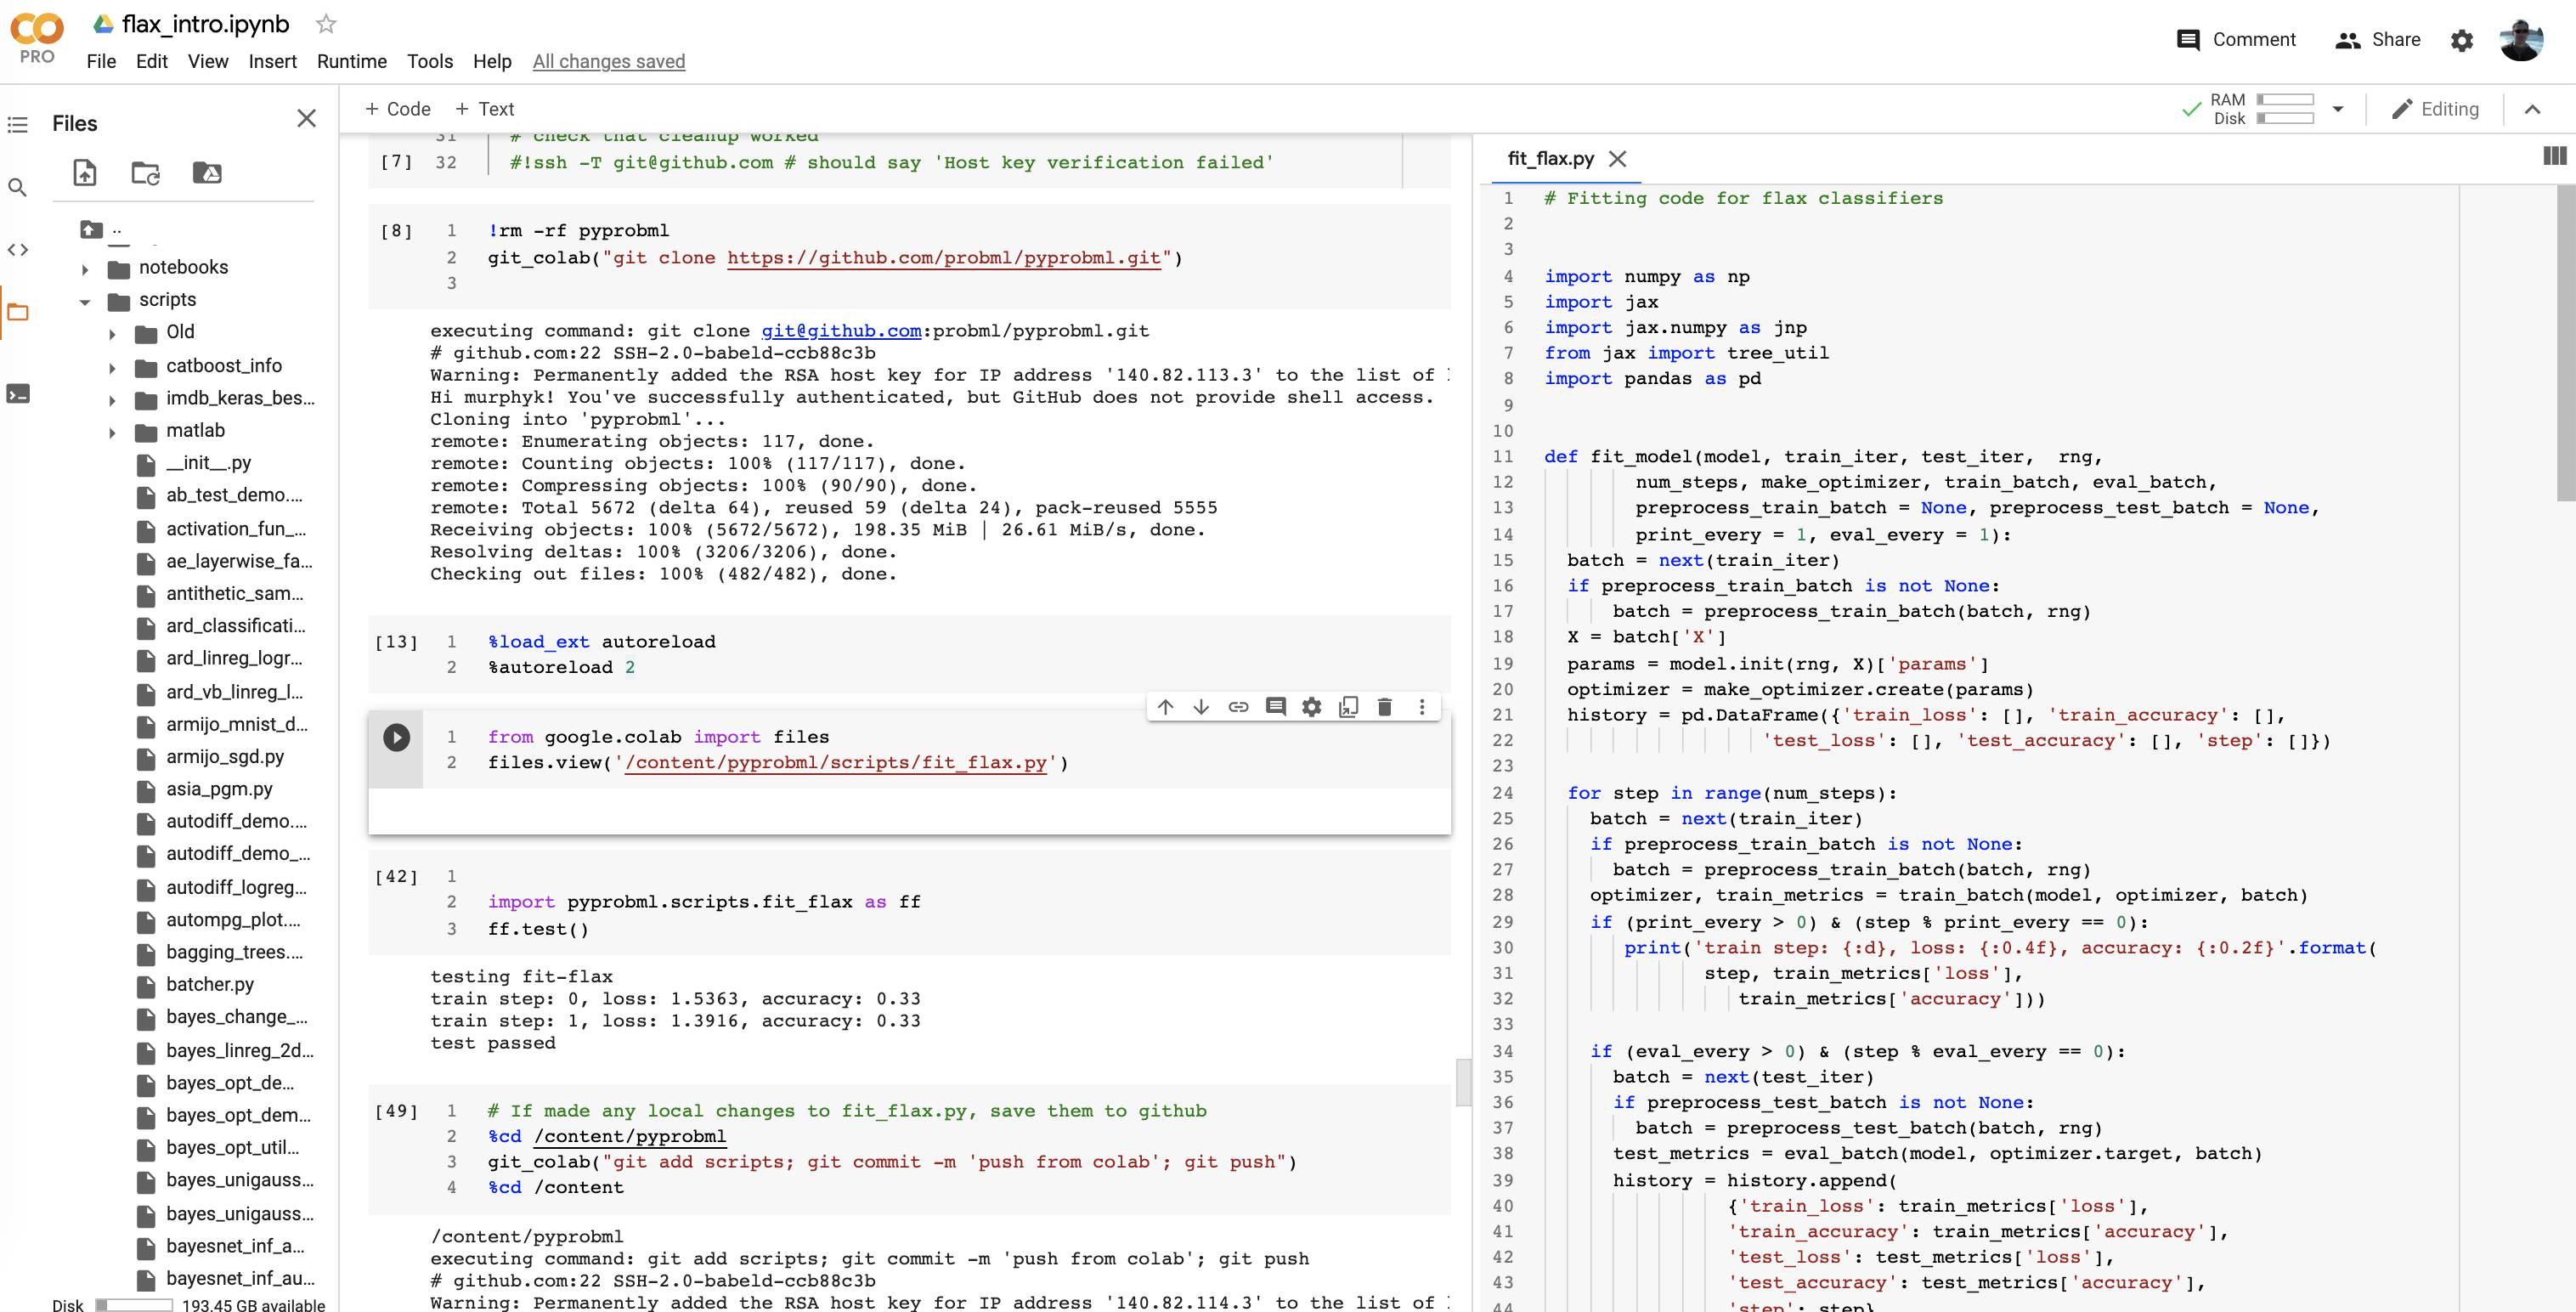 CO PRO
flax_intro.ipynb
File Edit View Insert Runtime Tools Help All changes saved
Comment Share
Files
..
notebooks
scripts
Old
catboost_info
imdb_keras_bes...
matlab
__init__.py
ab_test_demo....
activation_fun_...
ae_layerwise_fa...
antithetic_sam...
ard_classificati...
ard_linreg_logr...
ard_vb_linreg_l...
armijo_mnist_d...
armijo_sgd.py
asia_pgm.py
autodiff_demo....
autodiff_demo_...
autodiff_logreg...
autompg_plot....
bagging_trees....
batcher.py
bayes_change_...
bayes_linreg_2d...
bayes_opt_de...
bayes_opt_dem...
bayes_opt_util...
bayes_unigauss...
bayes_unigauss...
bayesnet_inf_a...
bayesnet_inf_au...
Disk 193.45 GB available
+ Code + Text
RAM
Disk
Editing
31 # check that cleanup worked
[7] 32 #!ssh -T git@github.com # should say 'Host key verification failed'
[8] 1 !rm -rf pyprobml
2 git_colab("git clone https://github.com/probml/pyprobml.git")
3
executing command: git clone git@github.com:probml/pyprobml.git
# github.com:22 SSH-2.0-babeld-ccb88c3b
Warning: Permanently added the RSA host key for IP address '140.82.113.3' to the list of
Hi murphyk! You've successfully authenticated, but GitHub does not provide shell access.
Cloning into 'pyprobml'...
remote: Enumerating objects: 117, done.
remote: Counting objects: 100% (117/117), done.
remote: Compressing objects: 100% (90/90), done.
remote: Total 5672 (delta 64), reused 59 (delta 24), pack-reused 5555
Receiving objects: 100% (5672/5672), 198.35 MiB | 26.61 MiB/s, done.
Resolving deltas: 100% (3206/3206), done.
Checking out files: 100% (482/482), done.
[13] 1 %load_ext autoreload
2 %autoreload 2
1 from google.colab import files
2 files.view('/content/pyprobml/scripts/fit_flax.py')
[42] 1
2 import pyprobml.scripts.fit_flax as ff
3 ff.test()
testing fit-flax
train step: 0, loss: 1.5363, accuracy: 0.33
train step: 1, loss: 1.3916, accuracy: 0.33
test passed
[49] 1 # If made any local changes to fit_flax.py, save them to github
2 %cd /content/pyprobml
3 git_colab("git add scripts; git commit -m 'push from colab'; git push")
4 %cd /content
/content/pyprobml
executing command: git add scripts; git commit -m 'push from colab'; git push
# github.com:22 SSH-2.0-babeld-ccb88c3b
Warning: Permanently added the RSA host key for IP address '140.82.114.3' to the list of
fit_flax.py
1 # Fitting code for flax classifiers
2
3
4 import numpy as np
5 import jax
6 import jax.numpy as jnp
7 from jax import tree_util
8 import pandas as pd
9
10
11 def fit_model(model, train_iter, test_iter, rng,
12 num_steps, make_optimizer, train_batch, eval_batch,
13 preprocess_train_batch = None, preprocess_test_batch = None,
14 print_every = 1, eval_every = 1):
15 batch = next(train_iter)
16 if preprocess_train_batch is not None:
17 batch = preprocess_train_batch(batch, rng)
18 X = batch['X']
19 params = model.init(rng, X)['params']
20 optimizer = make_optimizer.create(params)
21 history = pd.DataFrame({'train_loss': [], 'train_accuracy': [],
22 'test_loss': [], 'test_accuracy': [], 'step': []})
23
24 for step in range(num_steps):
25 batch = next(train_iter)
26 if preprocess_train_batch is not None:
27 batch = preprocess_train_batch(batch, rng)
28 optimizer, train_metrics = train_batch(model, optimizer, batch)
29 if (print_every > 0) & (step % print_every == 0):
30 print('train step: {:d}, loss: {:0.4f}, accuracy: {:0.2f}'.format(
31 step, train_metrics['loss'],
32 train_metrics['accuracy']))
33
34 if (eval_every > 0) & (step % eval_every == 0):
35 batch = next(test_iter)
36 if preprocess_test_batch is not None:
37 batch = preprocess_test_batch(batch, rng)
38 test_metrics = eval_batch(model, optimizer.target, batch)
39 history = history.append(
40 {'train_loss': train_metrics['loss'],
41 'train_accuracy': train_metrics['accuracy'],
42 'test_loss': test_metrics['loss'],
43 'test_accuracy': test_metrics['accuracy'],
44 'step': step}